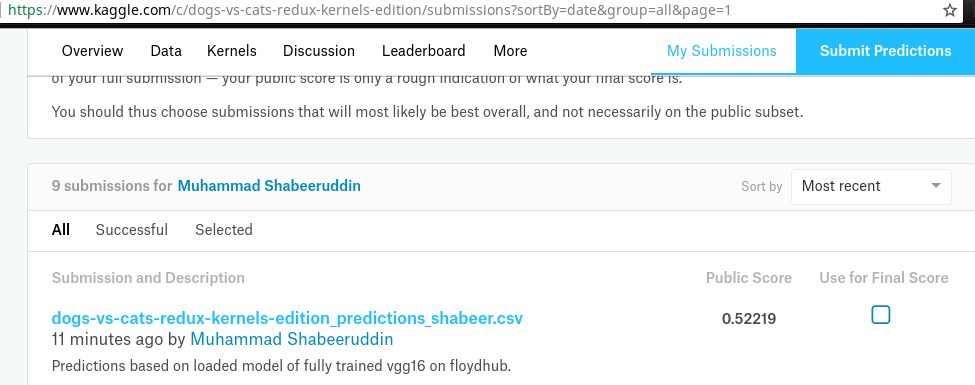 https://www.kaggle.com/c/dogs-vs-cats-redux-kernels-edition/submissions?sortBy=date&group=all&page=1
Overview Data Kernels Discussion Leaderboard More My Submissions Submit Predictions
of your full submission — your public score is only a rough indication of what your final score is.
You should thus choose submissions that will most likely be best overall, and not necessarily on the public subset.
9 submissions for Muhammad Shabeeruddin Sort by Most recent
All Successful Selected
Submission and Description Public Score Use for Final Score
dogs-vs-cats-redux-kernels-edition_predictions_shabeer.csv 0.52219
11 minutes ago by Muhammad Shabeeruddin
Predictions based on loaded model of fully trained vgg16 on floydhub.